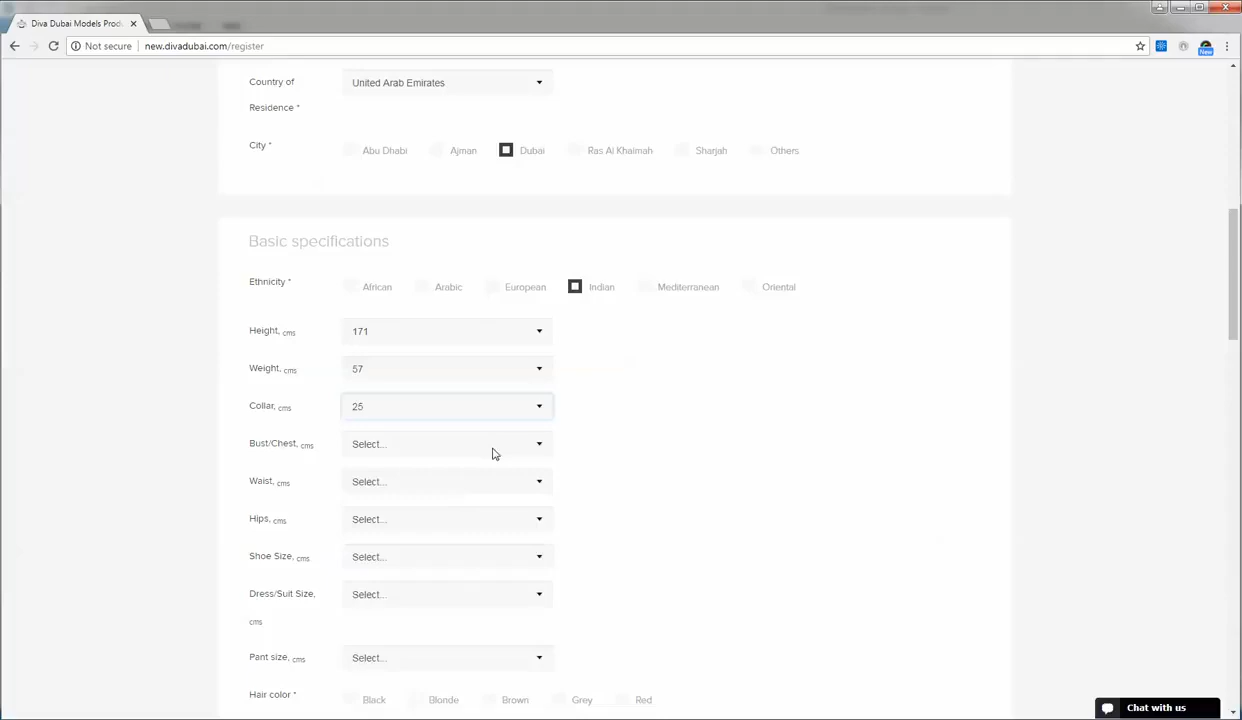 Diva Dubai Models Prod
Not secure
new.divadubai.com/register
New
Country of
Residence *
United Arab Emirates
City *
Abu Dhabi
Ajman
Dubai
Ras Al Khaimah
Sharjah
Others
Basic specifications
Ethnicity *
African
Arabic
European
Indian
Mediterranean
Oriental
Height, cms
171
Weight, cms
57
Collar, cms
25
Bust/Chest, cms
Select...
Waist, cms
Select...
Hips, cms
Select...
Shoe Size, cms
Select...
Dress/Suit Size,
cms
Select...
Pant size, cms
Select...
Hair color *
Black
Blonde
Brown
Grey
Red
Chat with us